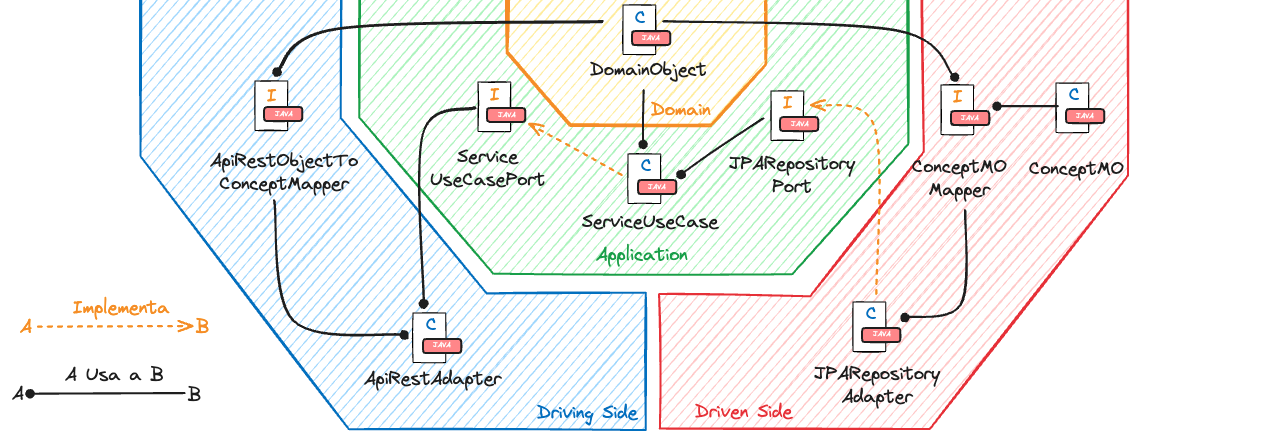 C
JAVA
DomainObject
Domain
I
JAVA
ApiRestObjectTo
ConceptMapper
I
JAVA
Service
UseCasePort
I
JAVA
JPARepository
Port
I
JAVA
ConceptMO
Mapper
C
JAVA
ConceptMO
C
JAVA
ServiceUseCase
Application
Implementa
A
B
A Usa a B
A
B
C
JAVA
ApiRestAdapter
Driving Side
C
JAVA
JPARepository
Adapter
Driven Side